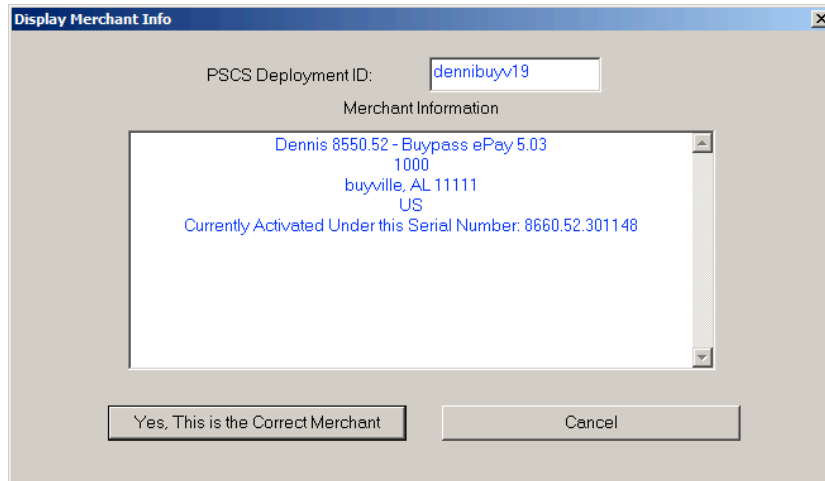 Display Merchant Info
PSCS Deployment ID: dennibuyv19
Merchant Information
Dennis 8550.52 - Buypass ePay 5.03
1000
buyville, AL 11111
US
Currently Activated Under this Serial Number: 8660.52.301148
Yes, This is the Correct Merchant Cancel